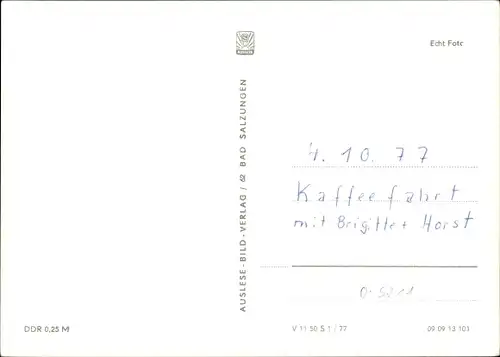 Echt Foto
AUSLESE-BILD-VERLAG / 62 BAD SALZUNGEN
4. 10. 77
Kaffeefahrt
mit Brigitte + Horst
DDR 0,25 M
V 11 50 S 1 / 77
09 09 13 101